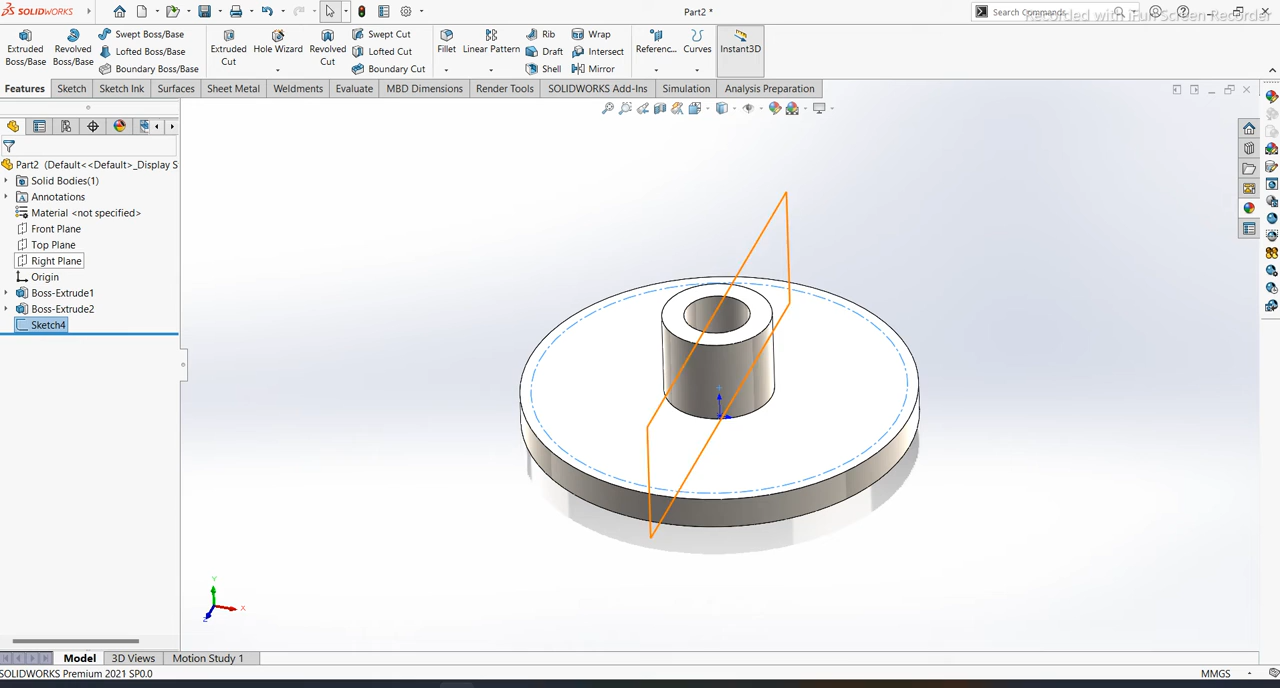 SOLIDWORKS
Part2 *
Search Commands
Recorded with iFun Screen Recorder
Extruded Boss/Base
Revolved Boss/Base
Swept Boss/Base
Lofted Boss/Base
Boundary Boss/Base
Extruded Cut
Hole Wizard
Revolved Cut
Swept Cut
Lofted Cut
Boundary Cut
Fillet
Linear Pattern
Rib
Draft
Shell
Wrap
Intersect
Mirror
Referenc...
Curves
Instant3D
Features
Sketch
Sketch Ink
Surfaces
Sheet Metal
Weldments
Evaluate
MBD Dimensions
Render Tools
SOLIDWORKS Add-Ins
Simulation
Analysis Preparation
Part2 (Default<<Default>_Display S
Solid Bodies(1)
Annotations
Material <not specified>
Front Plane
Top Plane
Right Plane
Origin
Boss-Extrude1
Boss-Extrude2
Sketch4
Y
X
Z
Model
3D Views
Motion Study 1
SOLIDWORKS Premium 2021 SP0.0
MMGS